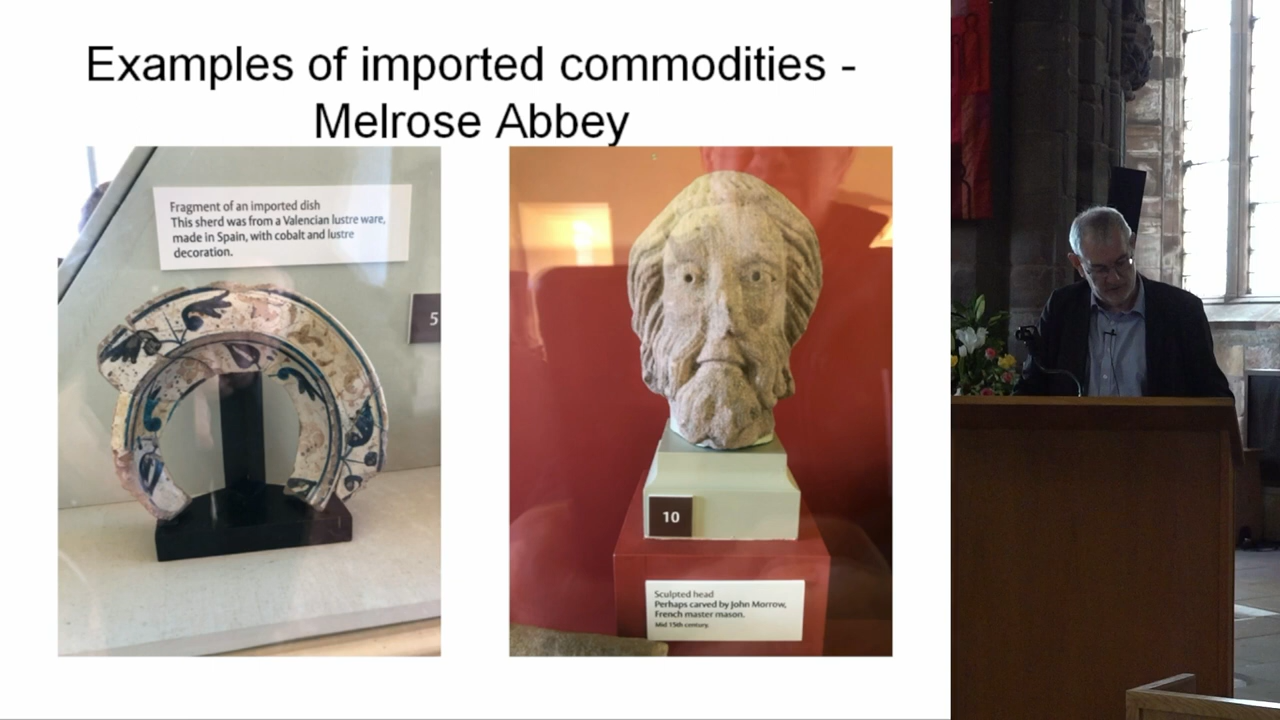 Examples of imported commodities -
Melrose Abbey
Fragment of an imported dish
This sherd was from a Valencian lustre ware,
made in Spain, with cobalt and lustre
decoration.
5
10
Sculpted head
Perhaps carved by John Morrow,
French master mason.
Mid 15th century.